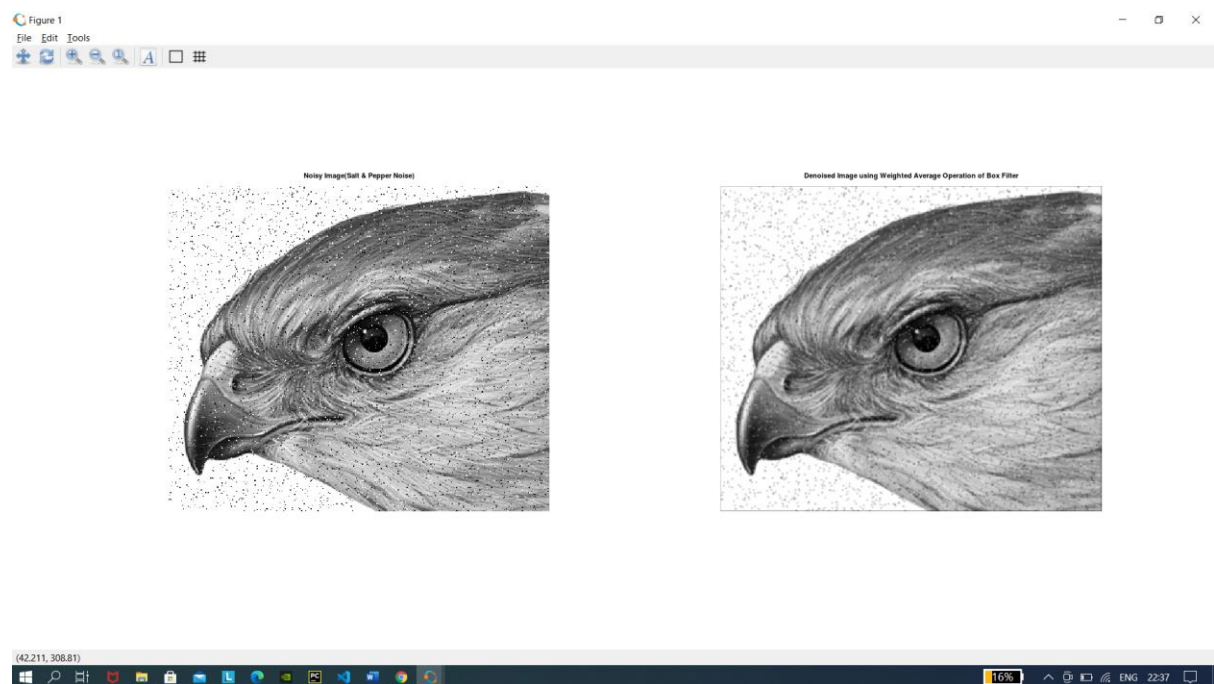 Figure 1
File Edit Tools
A
Noisy Image(Salt & Pepper Noise)
Denoised Image using Weighted Average Operation of Box Filter
(42.211, 308.81)
L PC W 16% ENG 22:37